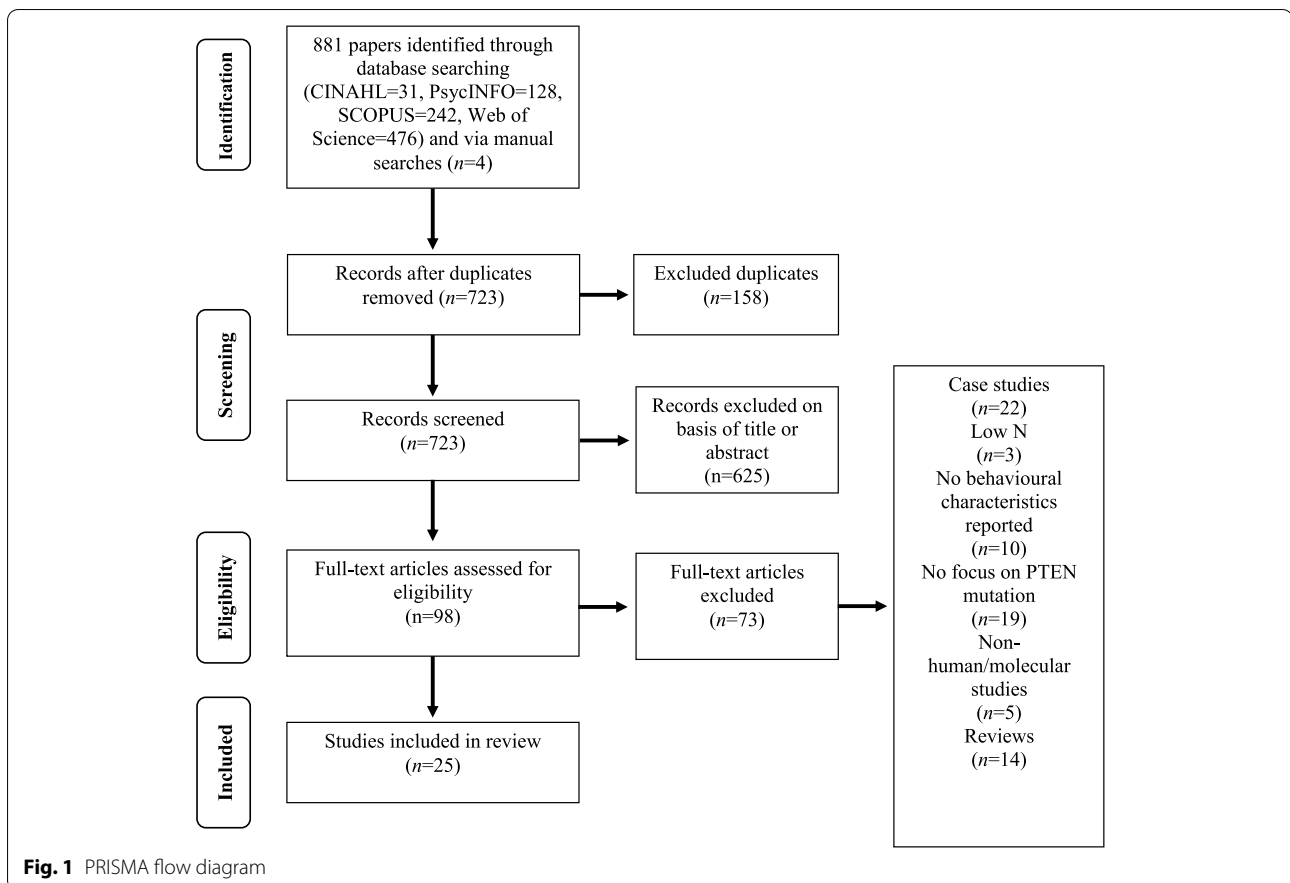 Identification
881 papers identified through
database searching
(CINAHL=31, PsycINFO=128,
SCOPUS=242, Web of
Science=476) and via manual
searches (n=4)
Screening
Records after duplicates
removed (n=723)
Excluded duplicates
(n=158)
Records screened
(n=723)
Records excluded on
basis of title or
abstract
(n=625)
Eligibility
Full-text articles assessed for
eligibility
(n=98)
Full-text articles
excluded
(n=73)
Case studies
(n=22)
Low N
(n=3)
No behavioural
characteristics
reported
(n=10)
No focus on PTEN
mutation
(n=19)
Non-
human/molecular
studies
(n=5)
Reviews
(n=14)
Included
Studies included in review
(n=25)
Fig. 1 PRISMA flow diagram